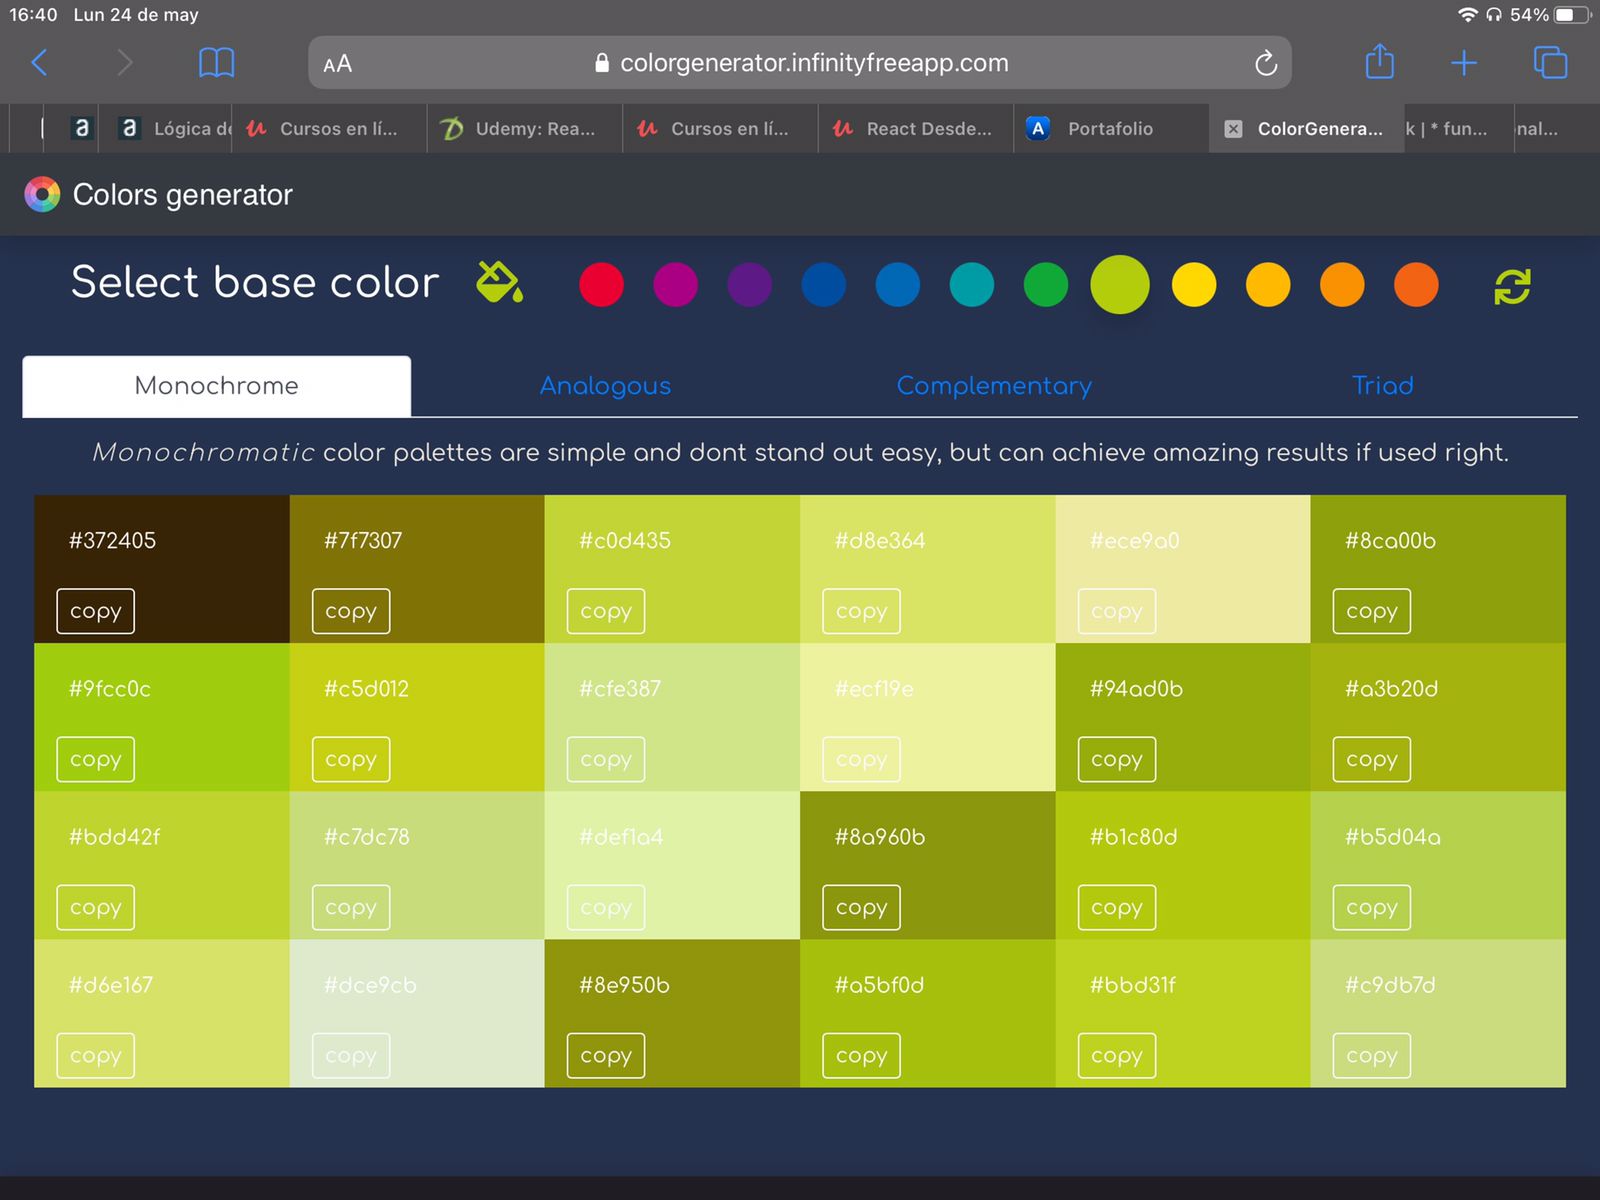 16:40 Lun 24 de may 54%
AA colorgenerator.infinityfreeapp.com
a a Lógica de Cursos en lí... Udemy: Rea... Cursos en lí... React Desde... A Portafolio ColorGenera... k | * fun... nal...
Colors generator
Select base color
Monochrome Analogous Complementary Triad
Monochromatic color palettes are simple and dont stand out easy, but can achieve amazing results if used right.
#372405 #7f7307 #c0d435 #d8e364 #ece9a0 #8ca00b
copy copy copy copy copy copy
#9fcc0c #c5d012 #cfe387 #ecf19e #94ad0b #a3b20d
copy copy copy copy copy copy
#bdd42f #c7dc78 #def1a4 #8a960b #b1c80d #b5d04a
copy copy copy copy copy copy
#d6e167 #dce9cb #8e950b #a5bf0d #bbd31f #c9db7d
copy copy copy copy copy copy